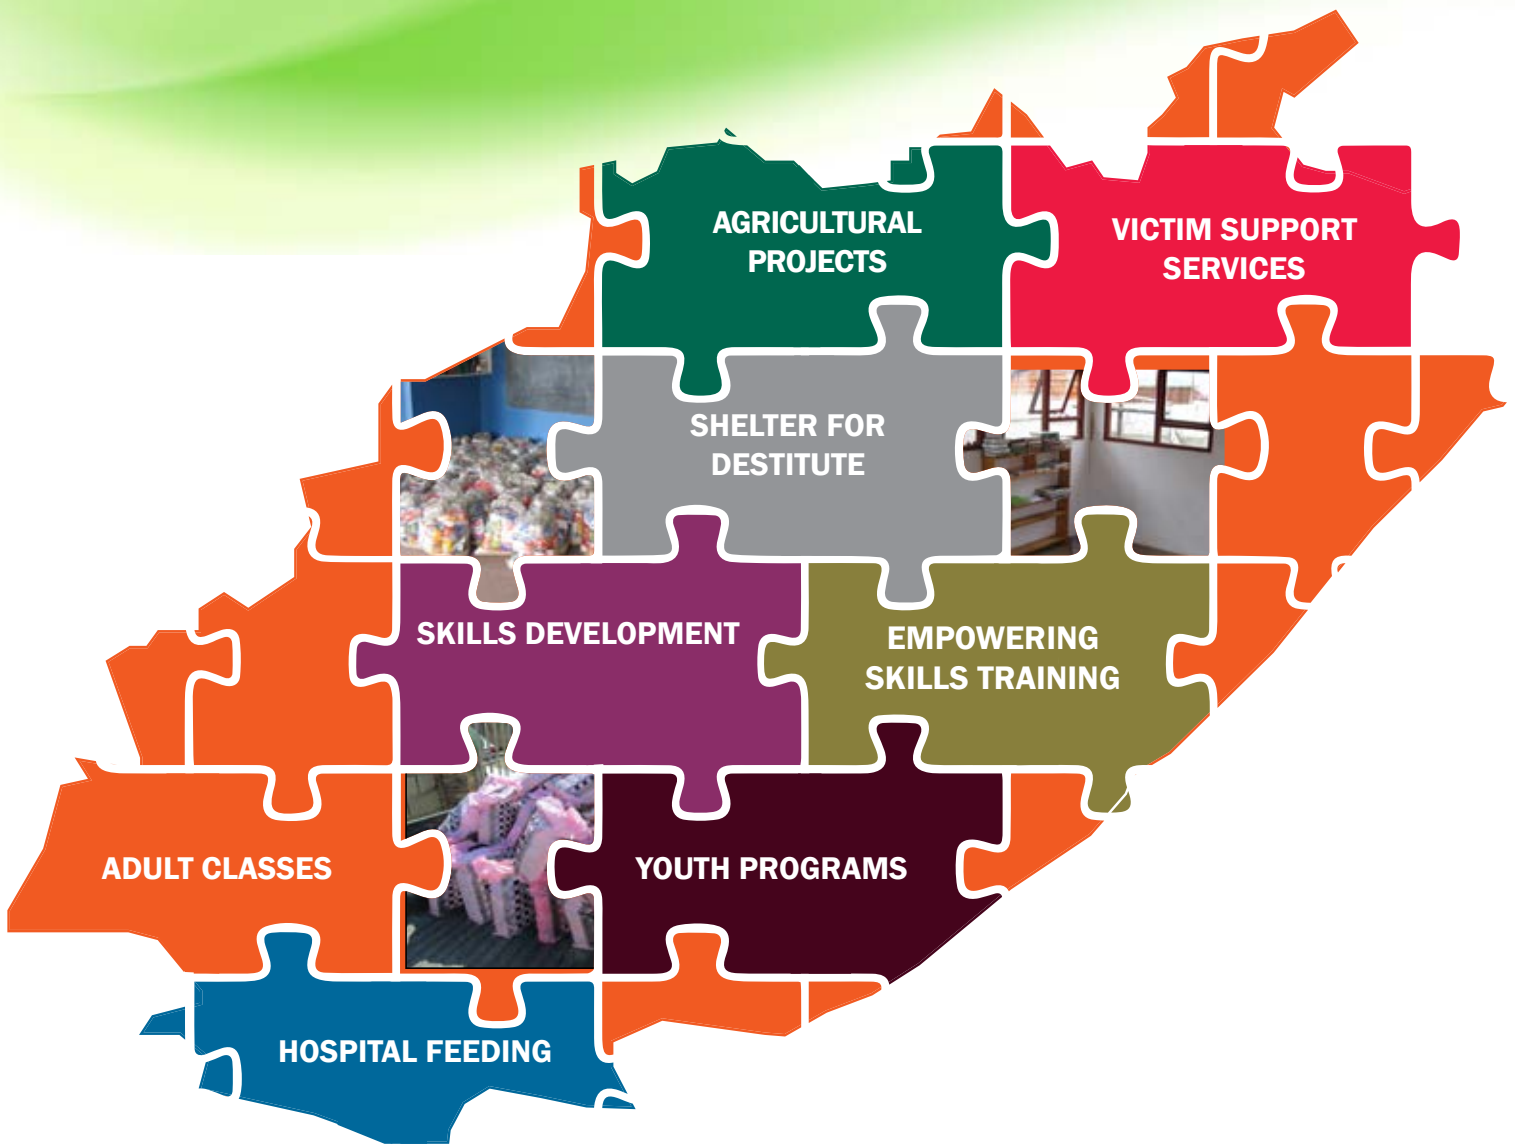 AGRICULTURAL
PROJECTS
VICTIM SUPPORT
SERVICES
SHELTER FOR
DESTITUTE
SKILLS DEVELOPMENT
EMPOWERING
SKILLS TRAINING
ADULT CLASSES
YOUTH PROGRAMS
HOSPITAL FEEDING